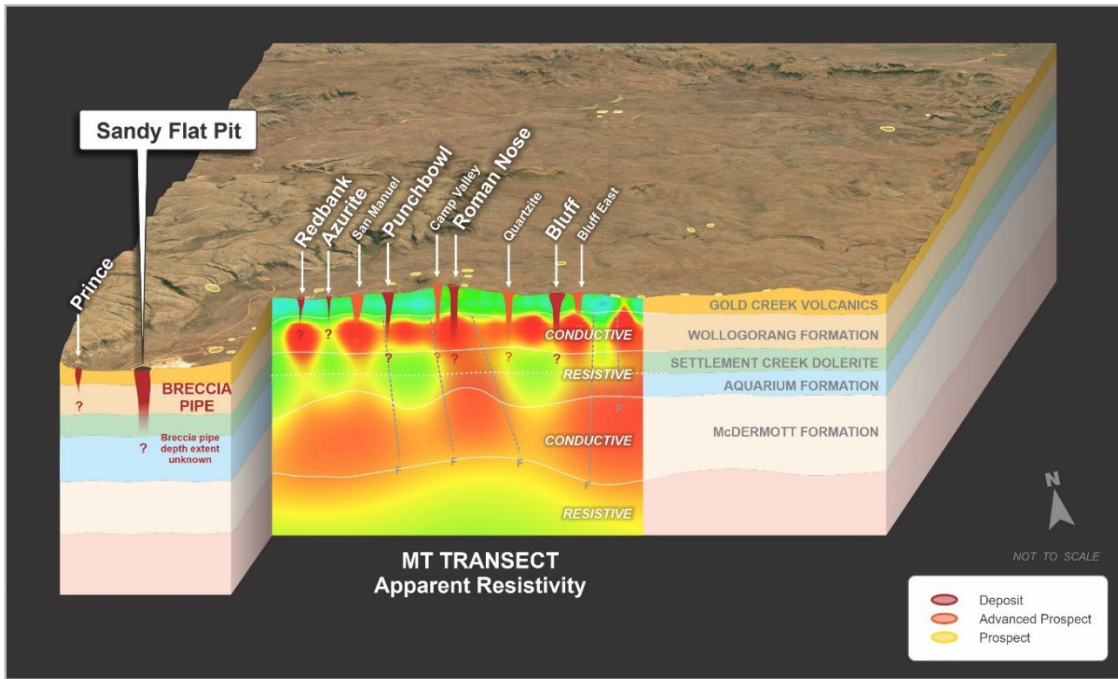 Sandy Flat Pit
Prince
Redbank
Azurite
San Manuel
Punchbowl
Camp Valley
Roman Nose
Quartzite
Bluff
Bluff East
GOLD CREEK VOLCANICS
WOLLOGORANG FORMATION
SETTLEMENT CREEK DOLERITE
AQUARIUM FORMATION
McDERMOTT FORMATION
CONDUCTIVE
RESISTIVE
CONDUCTIVE
RESISTIVE
BRECCIA
PIPE
?
?
Breccia pipe
depth extent
unknown
?
?
?
?
?
?
?
?
F
F
F
F
F
MT TRANSECT
Apparent Resistivity
N
NOT TO SCALE
Deposit
Advanced Prospect
Prospect